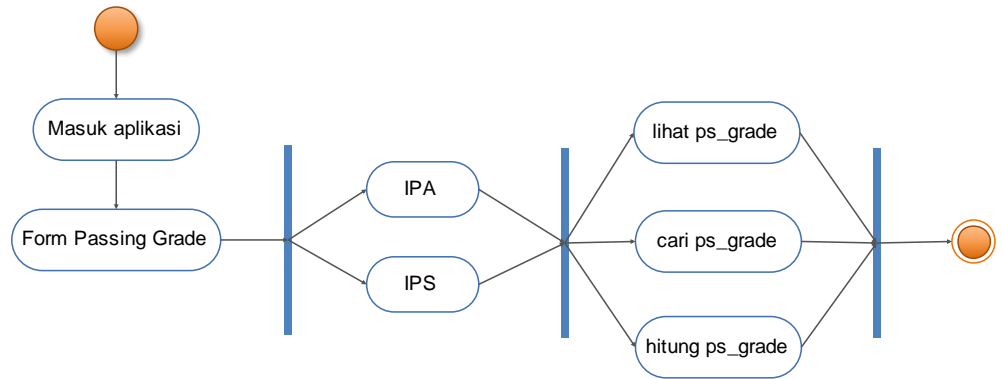 Masuk aplikasi
Form Passing Grade
IPA
IPS
lihat ps_grade
cari ps_grade
hitung ps_grade